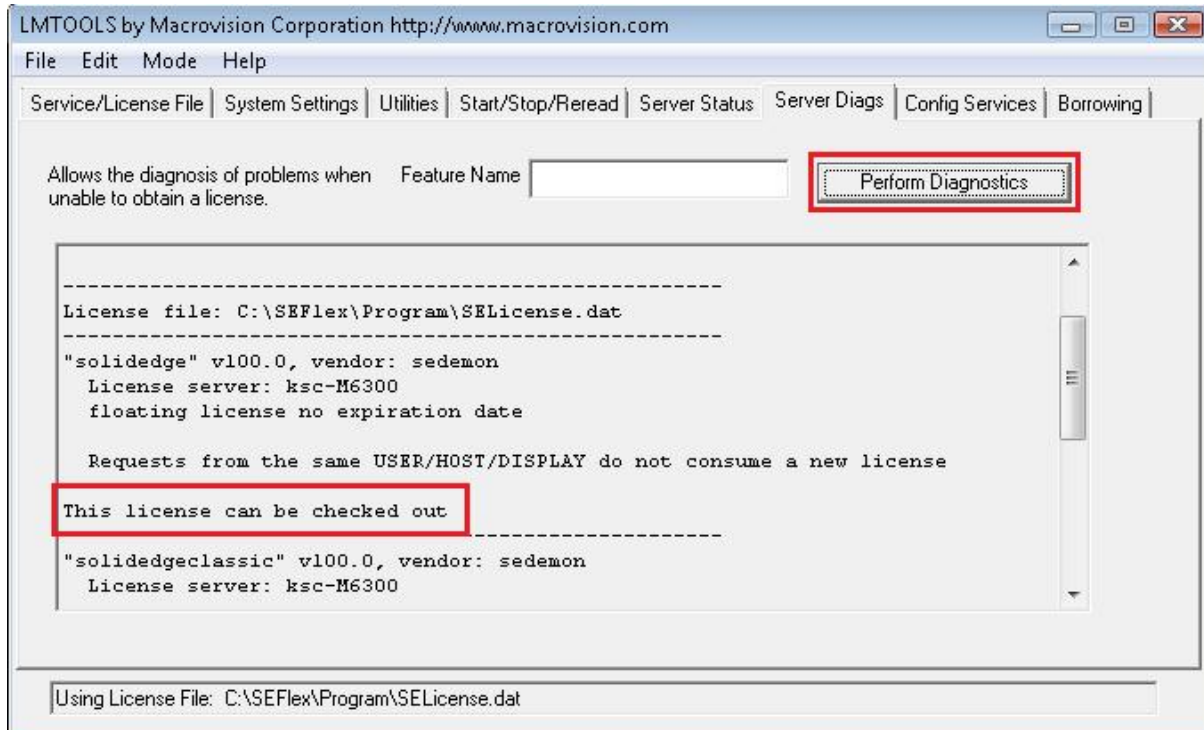 LMTOOLS by Macrovision Corporation http://www.macrovision.com
File Edit Mode Help
Service/License File System Settings Utilities Start/Stop/Reread Server Status Server Diags Config Services Borrowing
Allows the diagnosis of problems when unable to obtain a license.
Feature Name
Perform Diagnostics
------------------------------------------------------
License file: C:\SEFlex\Program\SELicense.dat
------------------------------------------------------
"solidedge" v100.0, vendor: sedemon
License server: ksc-M6300
floating license no expiration date
Requests from the same USER/HOST/DISPLAY do not consume a new license
This license can be checked out
------------------------------------------------------
"solidedgeclassic" v100.0, vendor: sedemon
License server: ksc-M6300
Using License File: C:\SEFlex\Program\SELicense.dat